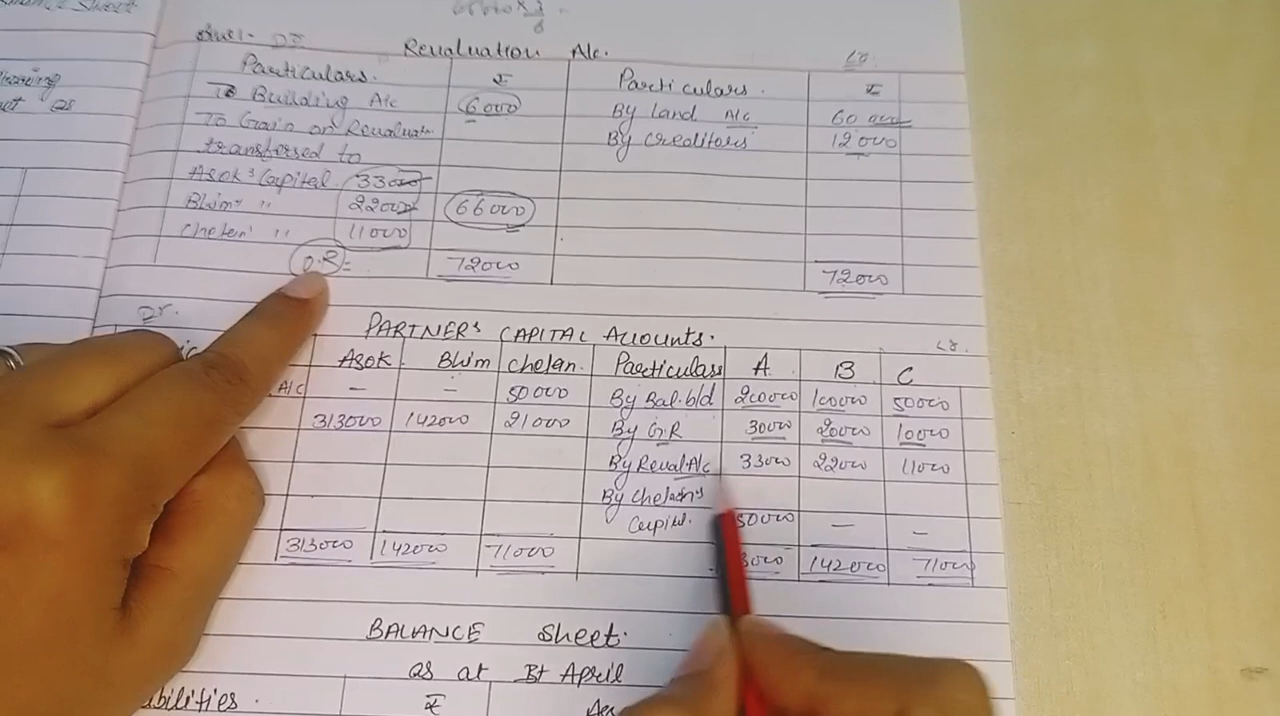 Revaluation A/c.
Particulars. ₹ Particulars. ₹
To Building A/c 6000 By Land A/c 60000
To Gain on Revaluatn By Creditors 12000
transferred to
Asok's Capital 33000
Bhim's " 22000 66000
Chetan's " 11000
O.R= 72000 72000
Dr.
PARTNER'S CAPITAL Accounts.
Asok. Bhim Chetan. Particulars A B C
A/c – – 50000 By Bal. b/d 200000 100000 50000
313000 142000 21000 By G.R 30000 20000 10000
By Reval. A/c 33000 22000 11000
By Chetan's
Capital. 50000 – –
313000 142000 71000 142000 71000
BALANCE Sheet.
as at 1st April
abilities. ₹